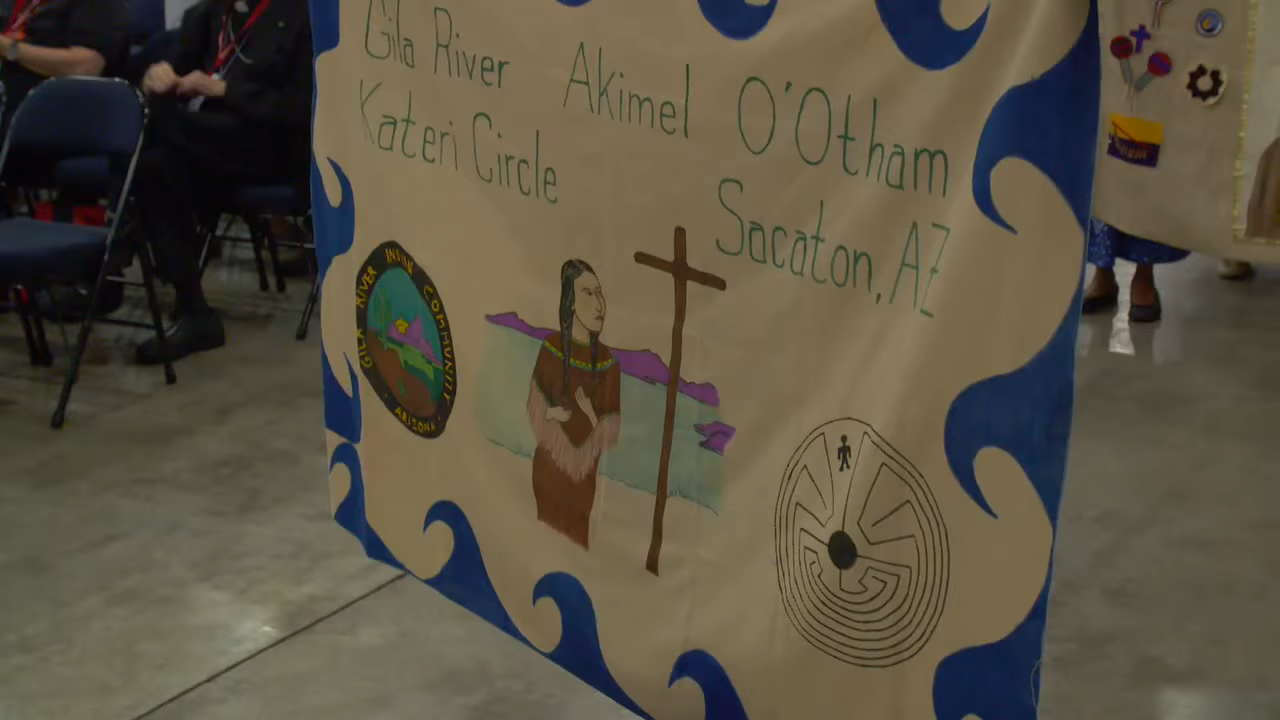 Gila River Akimel O'Otham
Kateri Circle Sacaton, AZ
GILA RIVER INDIAN COMMUNITY
ARIZONA